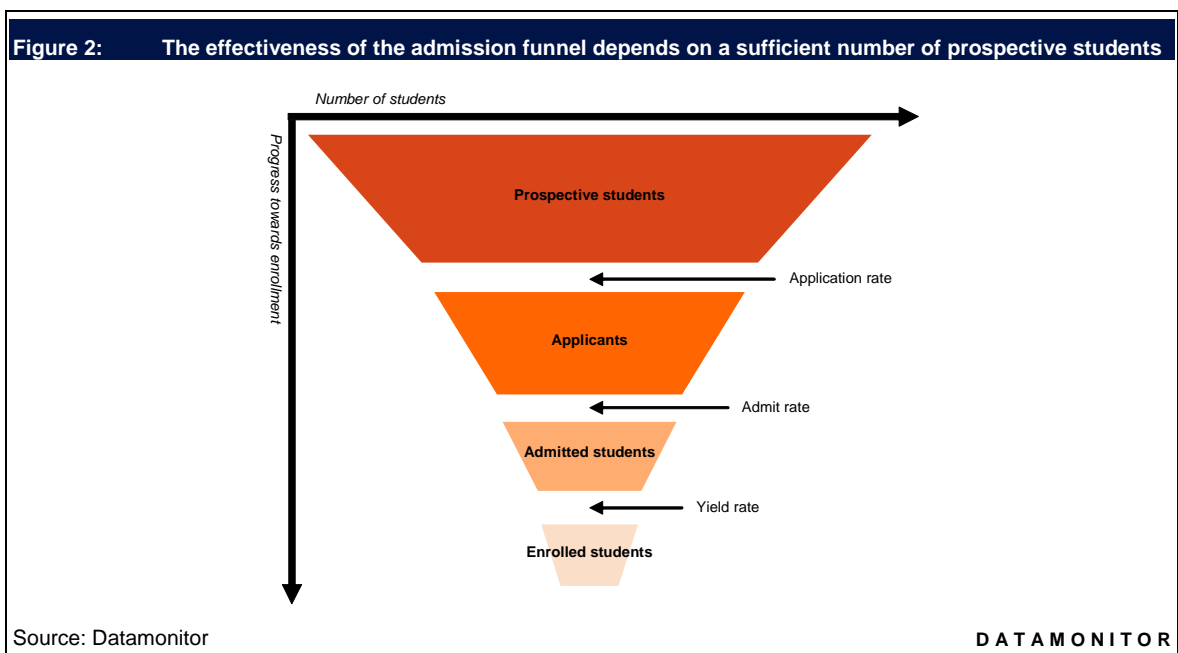 Figure 2: The effectiveness of the admission funnel depends on a sufficient number of prospective students
Number of students
Progress towards enrollment
Prospective students
Application rate
Applicants
Admit rate
Admitted students
Yield rate
Enrolled students
Source: Datamonitor
DATAMONITOR